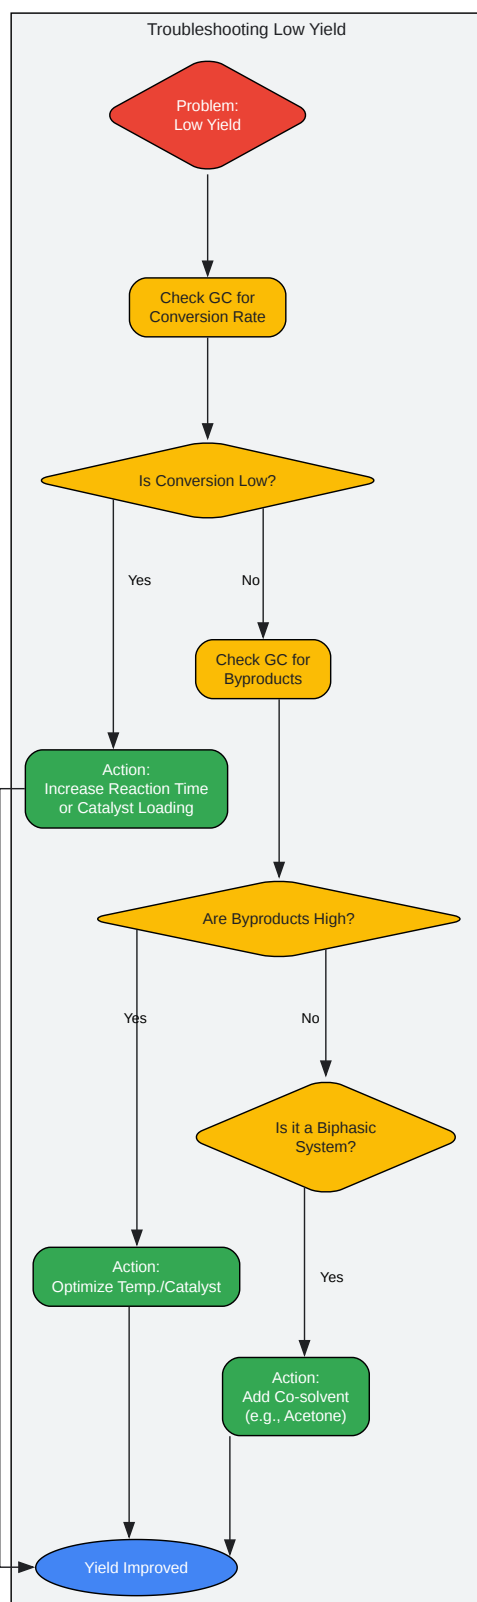 Troubleshooting Low Yield
Problem:
Low Yield
Check GC for
Conversion Rate
Is Conversion Low?
Yes
No
Check GC for
Byproducts
Action:
Increase Reaction Time
or Catalyst Loading
Are Byproducts High?
Yes
No
Is it a Biphasic
System?
Action:
Optimize Temp./Catalyst
Yes
Action:
Add Co-solvent
(e.g., Acetone)
Yield Improved